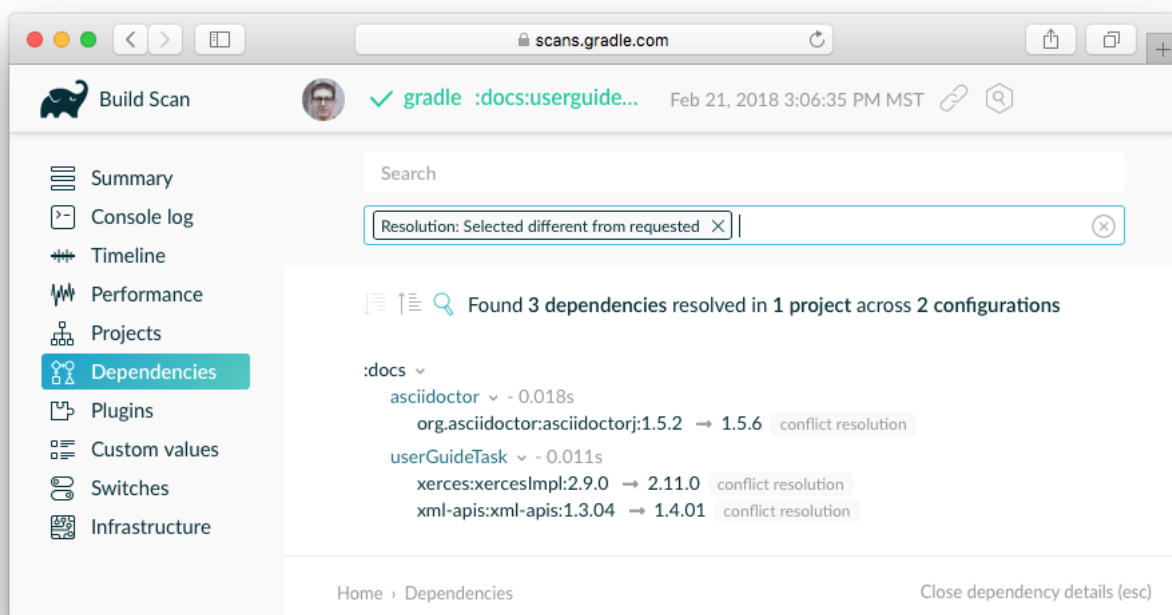 scans.gradle.com
Build Scan
gradle :docs:userguide... Feb 21, 2018 3:06:35 PM MST
Summary
Console log
Timeline
Performance
Projects
Dependencies
Plugins
Custom values
Switches
Infrastructure
Search
Resolution: Selected different from requested
Found 3 dependencies resolved in 1 project across 2 configurations
:docs
asciidoctor - 0.018s
org.asciidoctor:asciidoctorj:1.5.2 → 1.5.6 conflict resolution
userGuideTask - 0.011s
xerces:xercesImpl:2.9.0 → 2.11.0 conflict resolution
xml-apis:xml-apis:1.3.04 → 1.4.01 conflict resolution
Home › Dependencies
Close dependency details (esc)